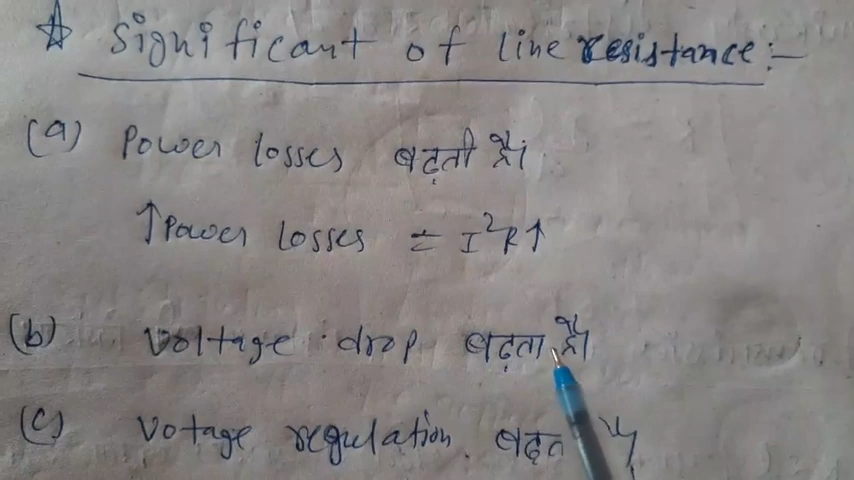 ☆ Significant of line resistance:-
(a) Power losses बढ़ती है।
↑Power losses = I²R↑
(b) Voltage drop बढ़ता है।
(c) Votage regulation